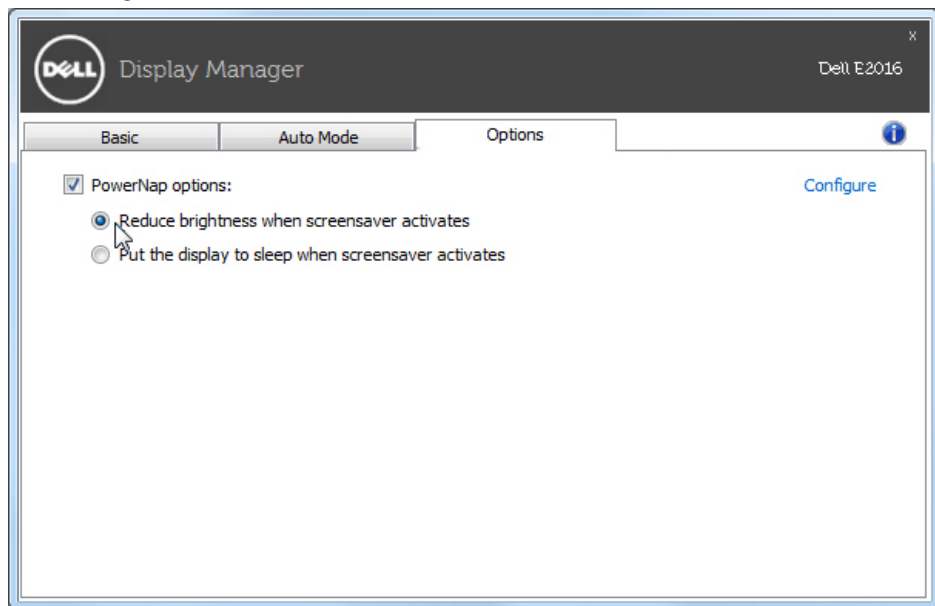 x
DELL Display Manager Dell E2016
Basic Auto Mode Options
PowerNap options: Configure
Reduce brightness when screensaver activates
Put the display to sleep when screensaver activates